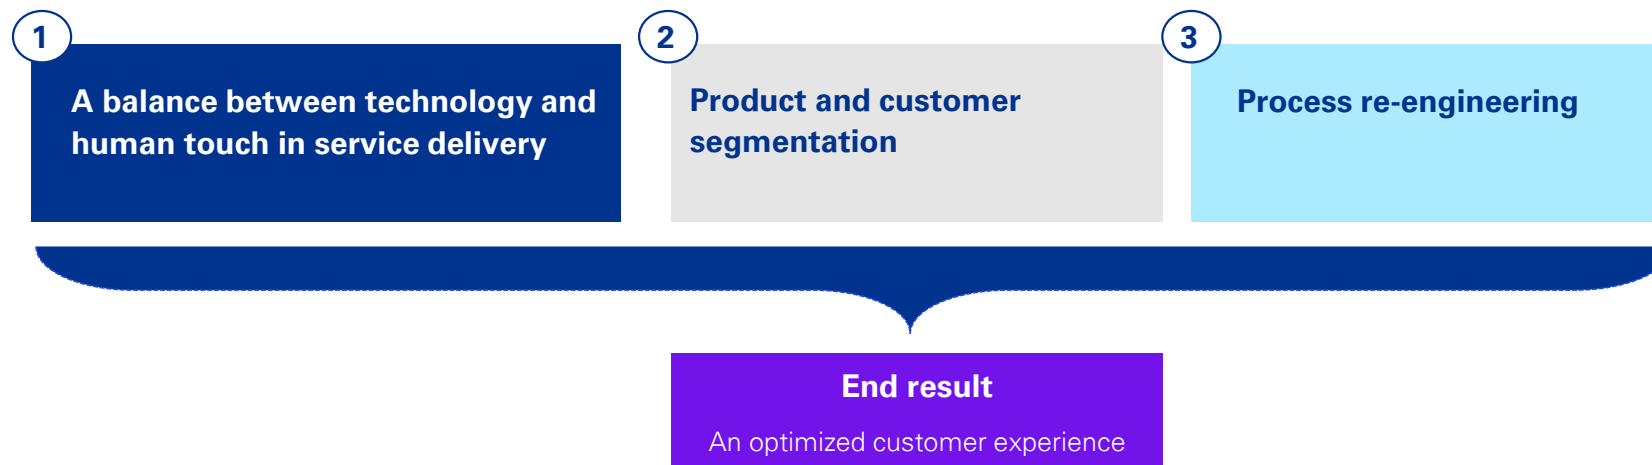 1
A balance between technology and
human touch in service delivery
2
Product and customer
segmentation
3
Process re-engineering
End result
An optimized customer experience